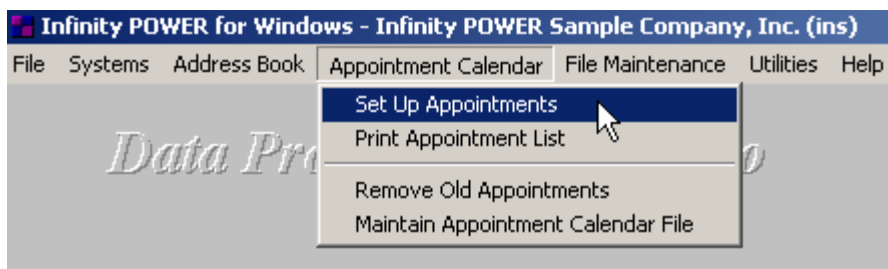 Infinity POWER for Windows - Infinity POWER Sample Company, Inc. (ins)
File Systems Address Book Appointment Calendar File Maintenance Utilities Help
Set Up Appointments
Print Appointment List
Data
Remove Old Appointments
Maintain Appointment Calendar File